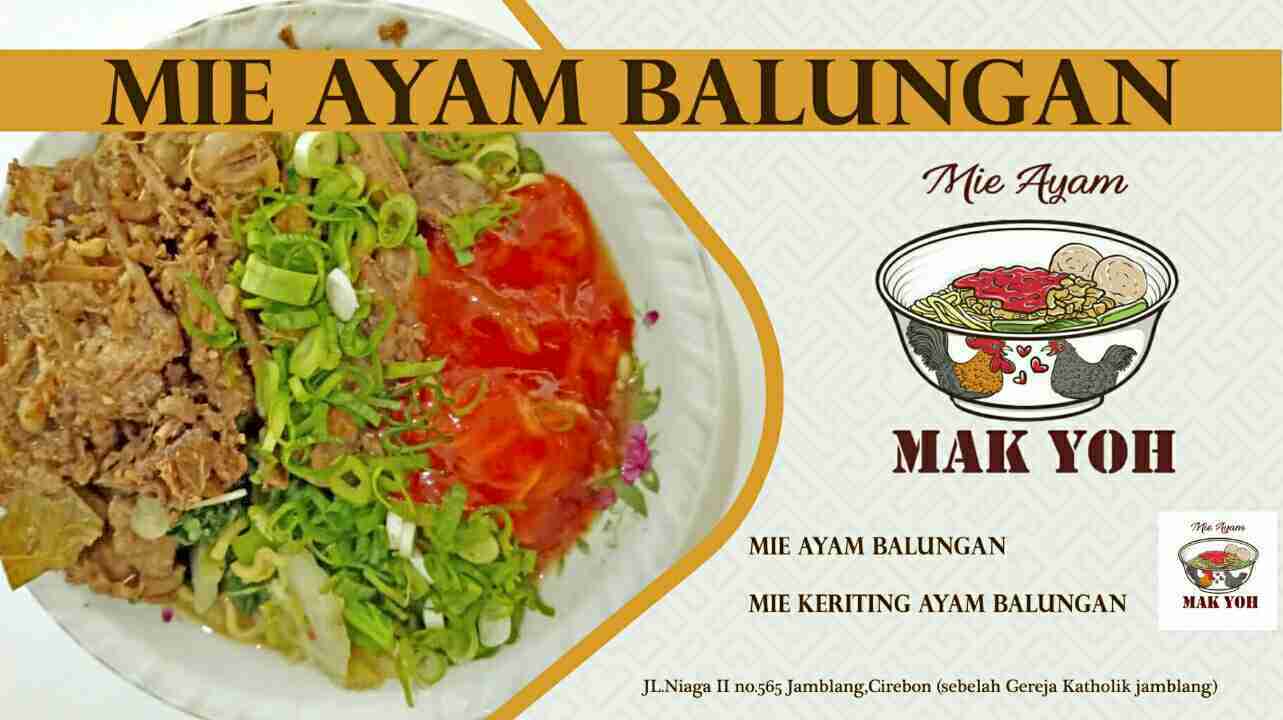 MIE AYAM BALUNGAN
Mie Ayam
MAK YOH
MIE AYAM BALUNGAN
MIE KERITING AYAM BALUNGAN
Mie Ayam
MAK YOH
JL.Niaga II no.565 Jamblang,Cirebon (sebelah Gereja Katholik jamblang)